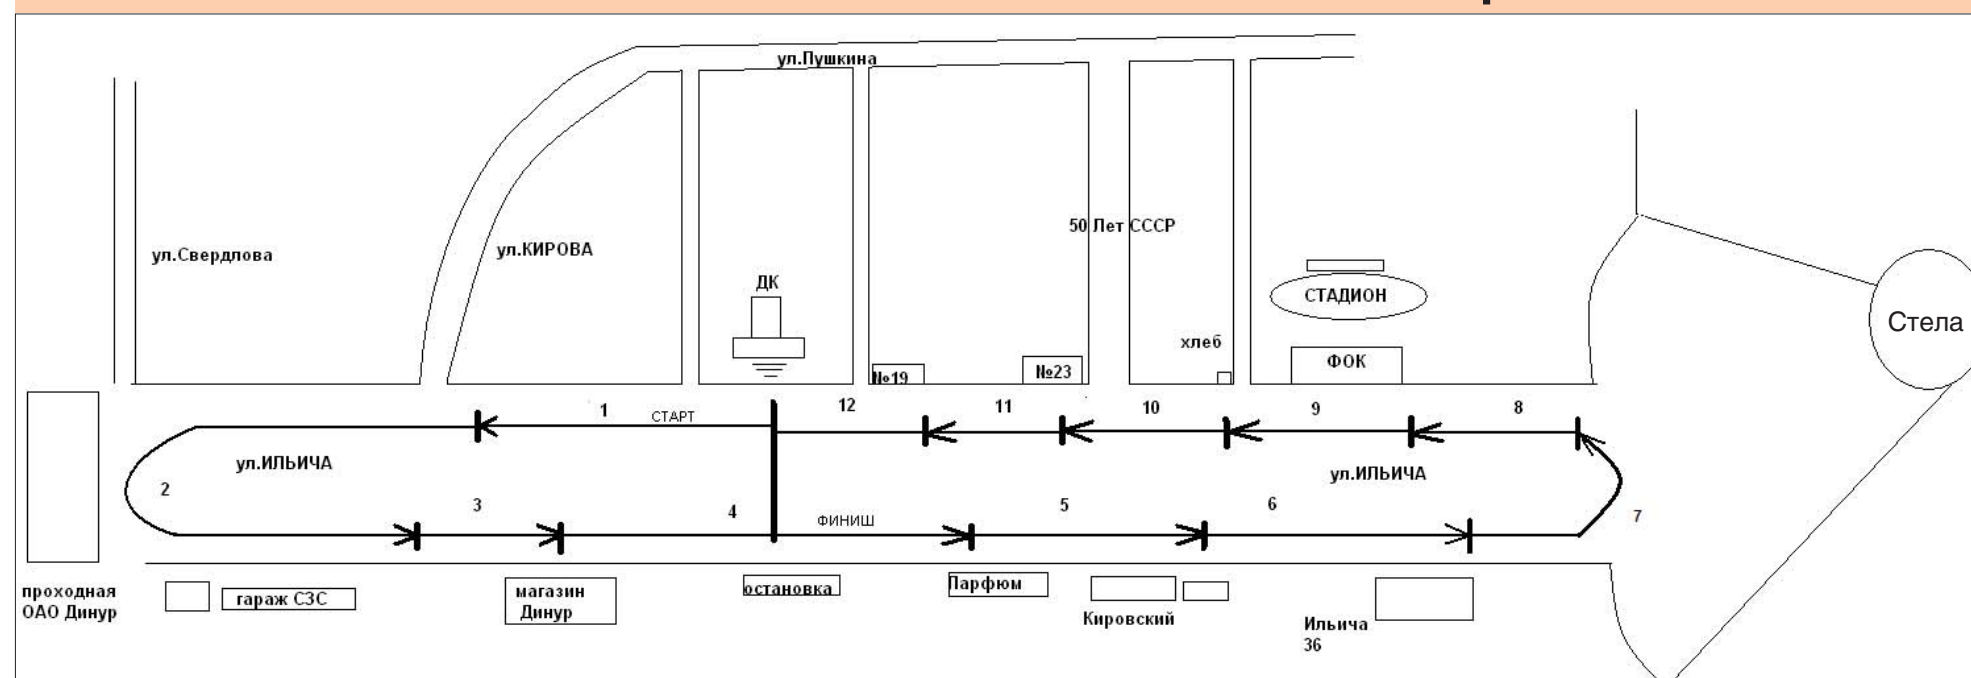 ул.Пушкина
50 Лет СССР
ул.Свердлова
ул.КИРОВА
ДК
СТАДИОН
Стела
хлеб
ФОК
№19
№23
1
СТАРТ
12
11
10
9
8
ул.ИЛЬИЧА
ул.ИЛЬИЧА
2
3
4
ФИНИШ
5
6
7
проходная
ОАО Динур
гараж СЗС
магазин
Динур
остановка
Парфюм
Кировский
Ильича
36